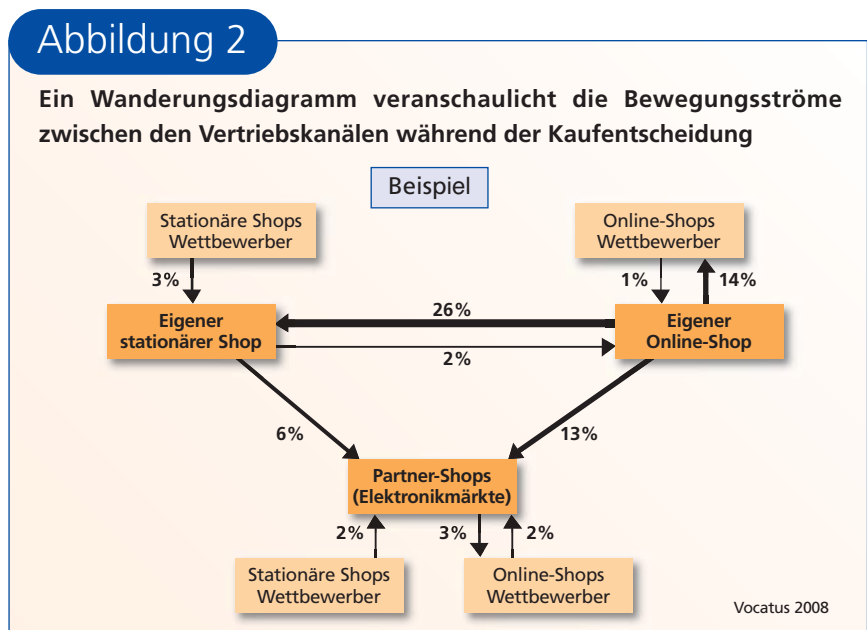 Abbildung 2
Ein Wanderungsdiagramm veranschaulicht die Bewegungsströme
zwischen den Vertriebskanälen während der Kaufentscheidung
Beispiel
Stationäre Shops
Wettbewerber
Online-Shops
Wettbewerber
3%
1%
14%
Eigener
stationärer Shop
26%
Eigener
Online-Shop
2%
6%
13%
Partner-Shops
(Elektronikmärkte)
2%
3%
2%
Stationäre Shops
Wettbewerber
Online-Shops
Wettbewerber
Vocatus 2008